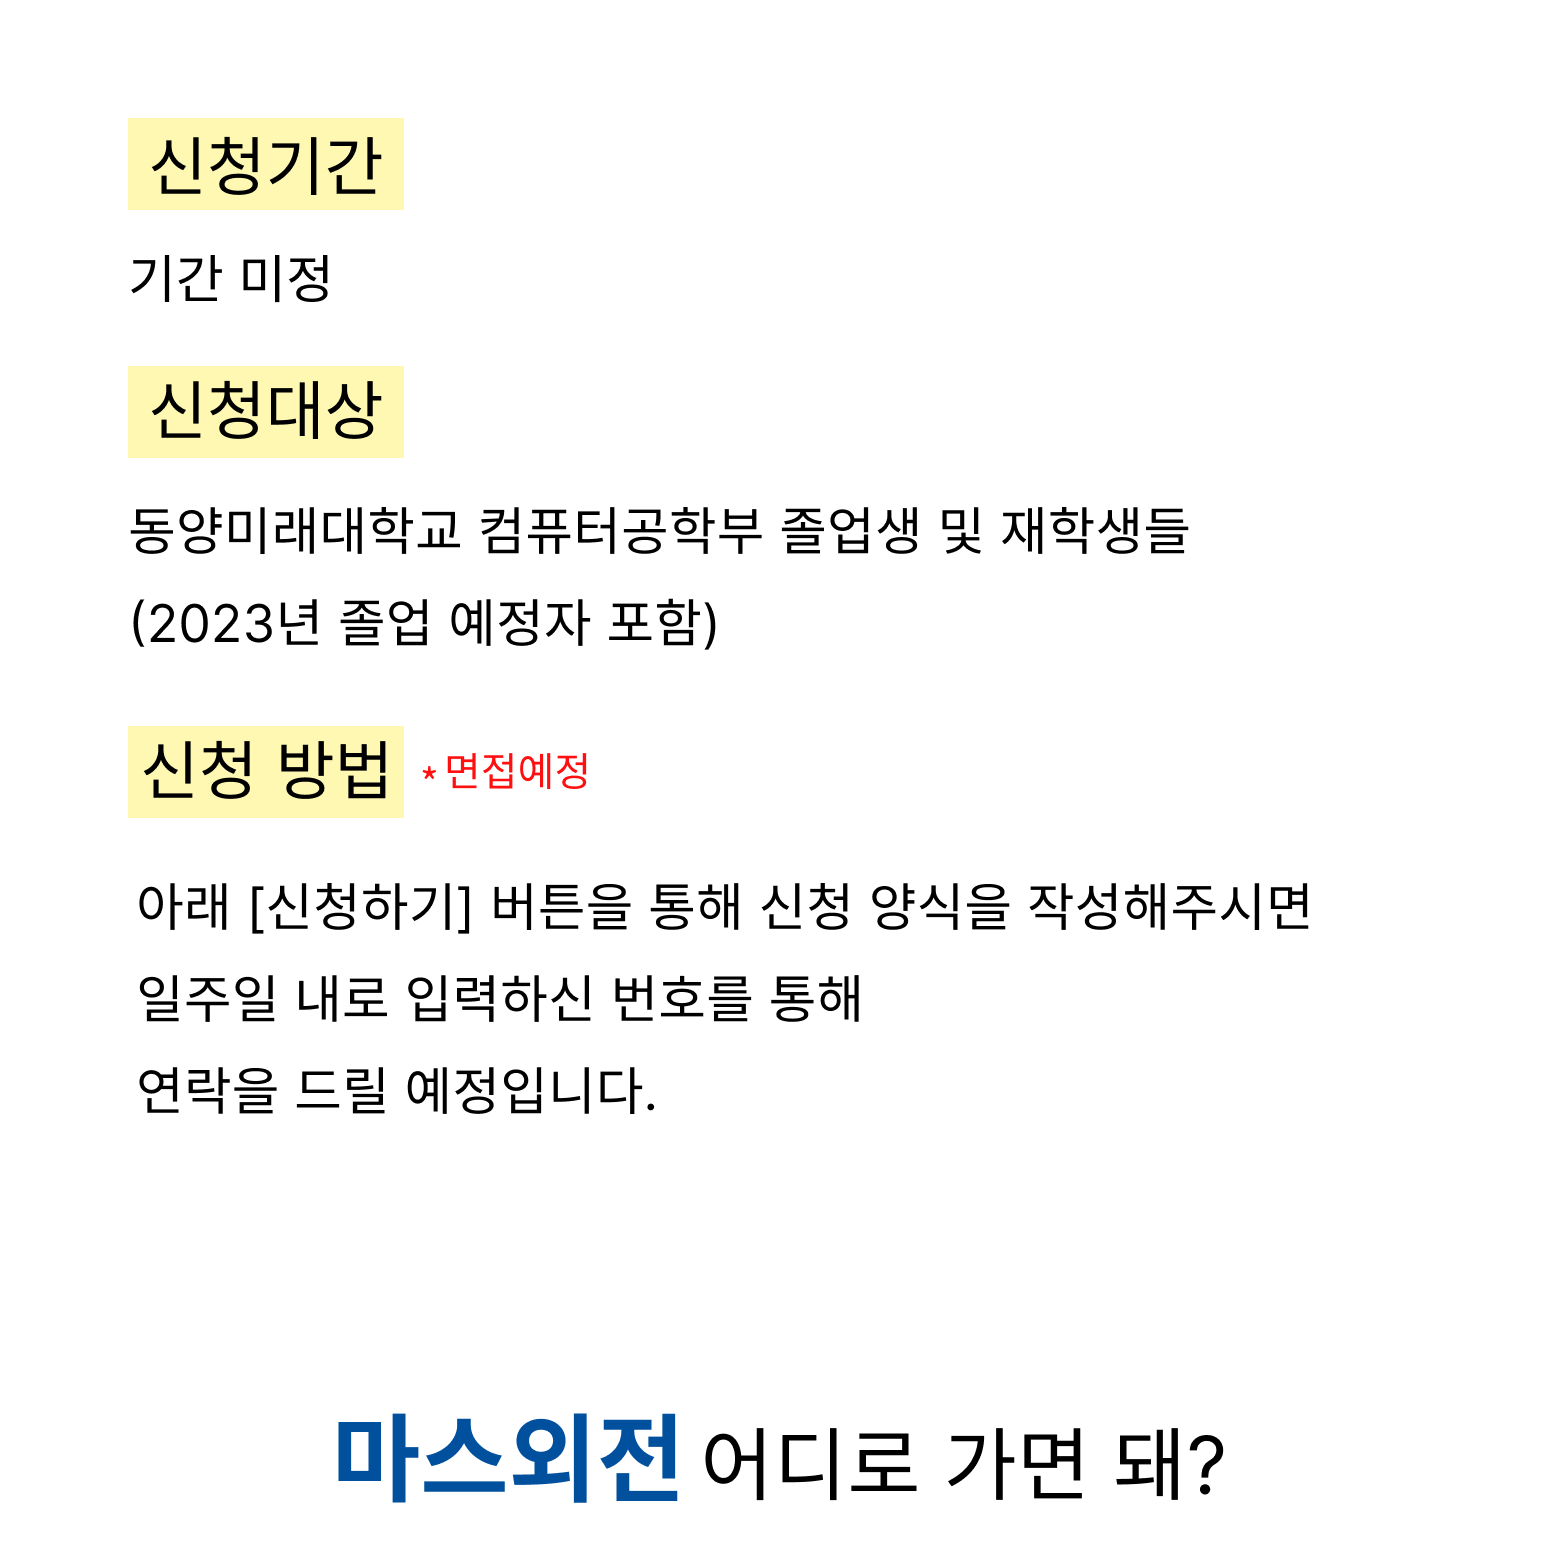 신청기간
기간 미정
신청대상
동양미래대학교 컴퓨터공학부 졸업생 및 재학생들
(2023년 졸업 예정자 포함)
신청 방법 * 면접예정
아래 [신청하기] 버튼을 통해 신청 양식을 작성해주시면
일주일 내로 입력하신 번호를 통해
연락을 드릴 예정입니다.
마스외전 어디로 가면 돼?